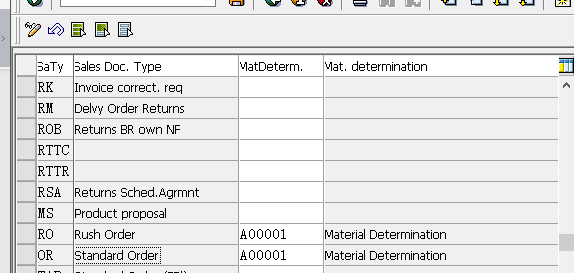 SaTy Sales Doc. Type MatDeterm. Mat. determination
RK Invoice correct. req
RM Delvy Order Returns
ROB Returns BR own NF
RTTC
RTTR
RSA Returns Sched.Agrmnt
MS Product proposal
RO Rush Order A00001 Material Determination
OR Standard Order A00001 Material Determination